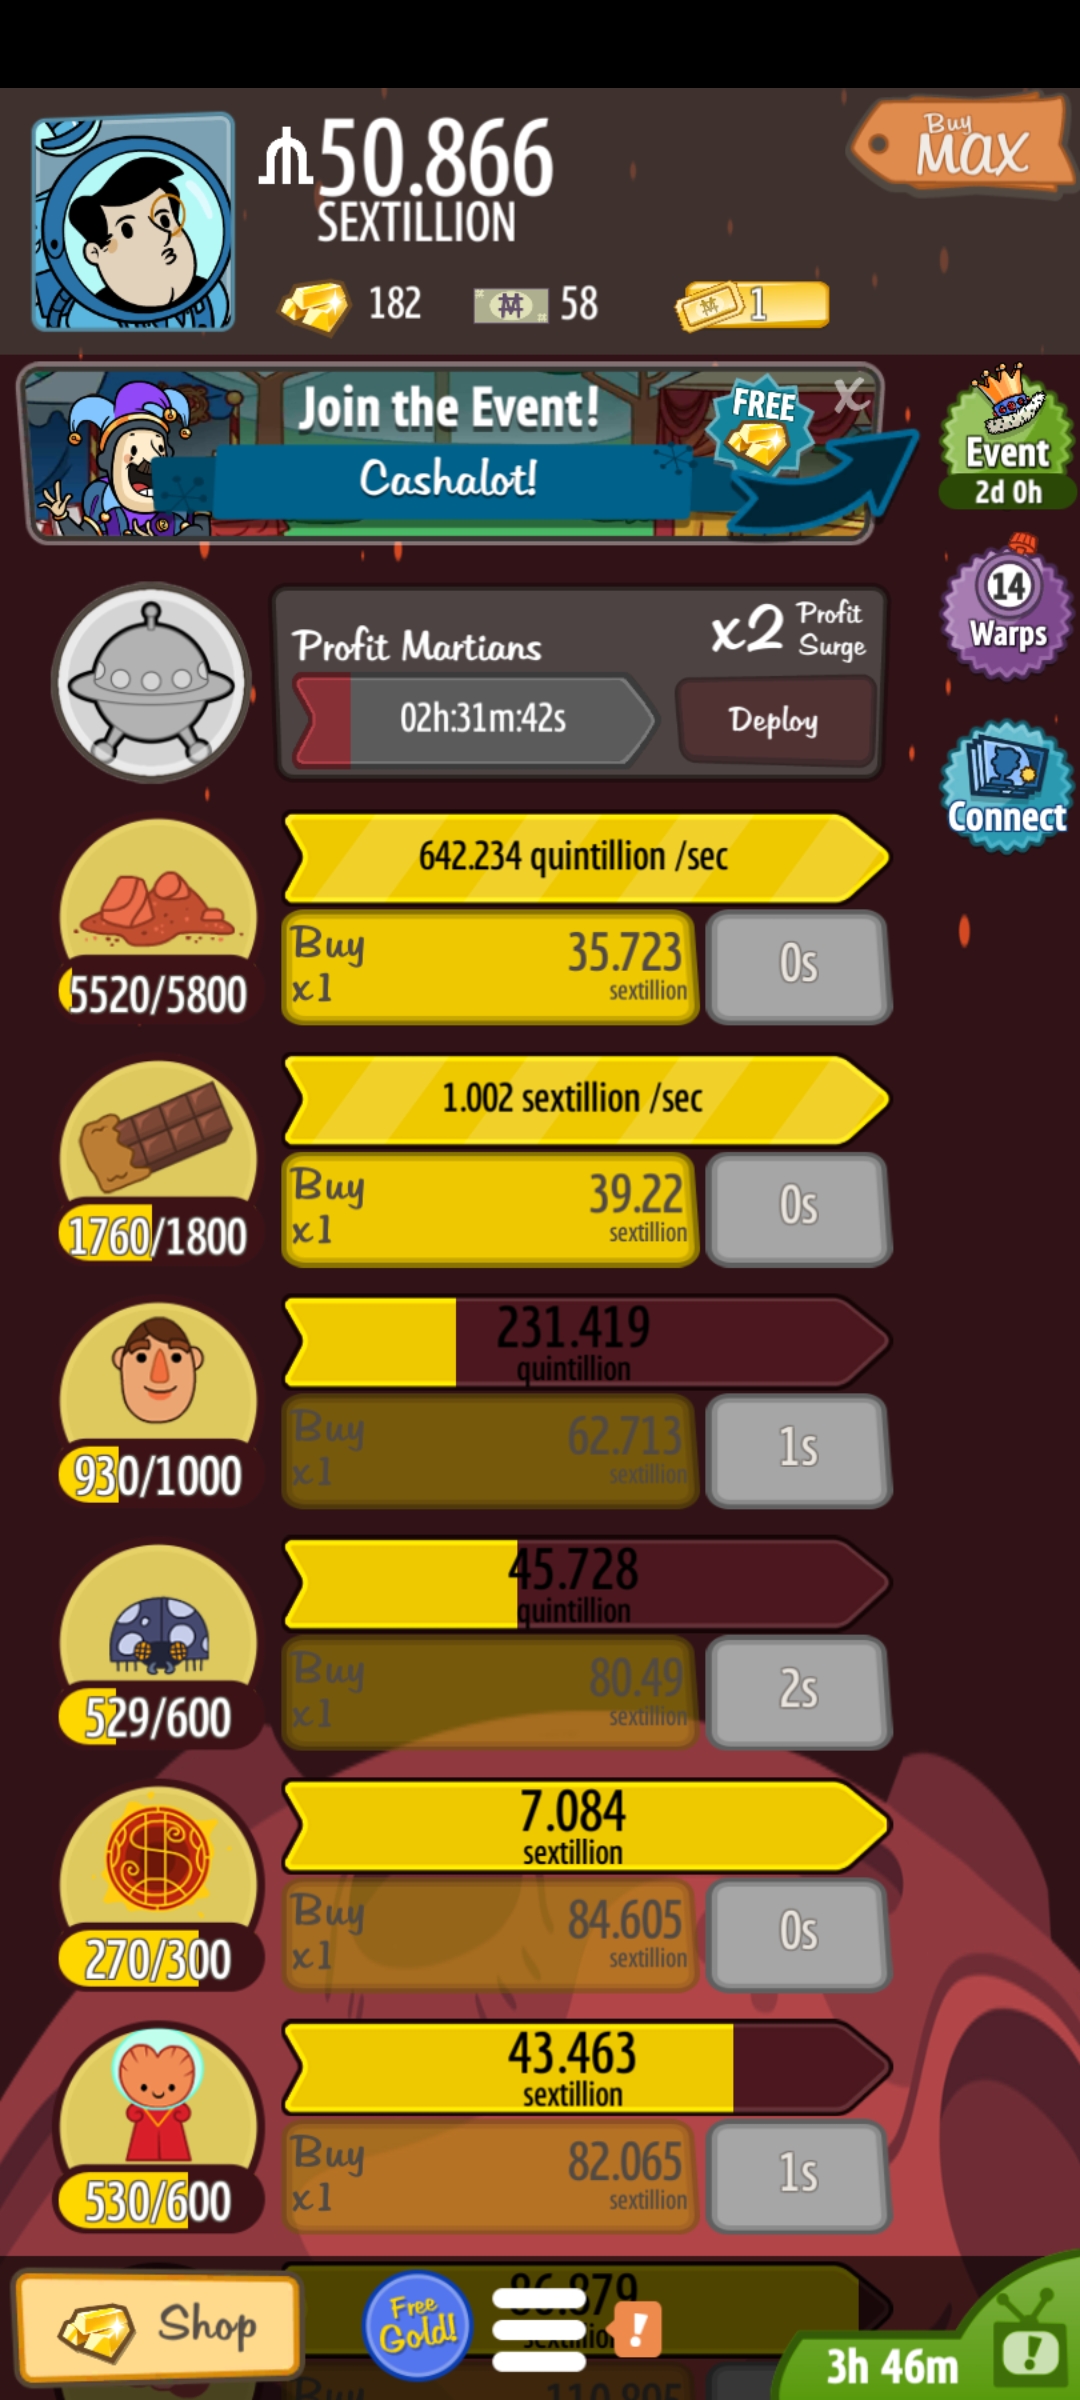 50.866
SEXTILLION
Buy
MAX
182
58
1
Join the Event!
FREE
X
Cashalot!
Event
2d 0h
14
Warps
Connect
Profit Martians
x2 Profit
Surge
02h:31m:42s
Deploy
642.234 quintillion /sec
Buy
x1
35.723
sextillion
0s
5520/5800
1.002 sextillion /sec
Buy
x1
39.22
sextillion
0s
1760/1800
231.419
quintillion
Buy
x1
62.713
sextillion
1s
930/1000
45.728
quintillion
Buy
x1
80.49
sextillion
2s
529/600
7.084
sextillion
Buy
x1
84.605
sextillion
0s
270/300
43.463
sextillion
Buy
x1
82.065
sextillion
1s
530/600
Shop
Free
Gold!
!
3h 46m
!
Buy